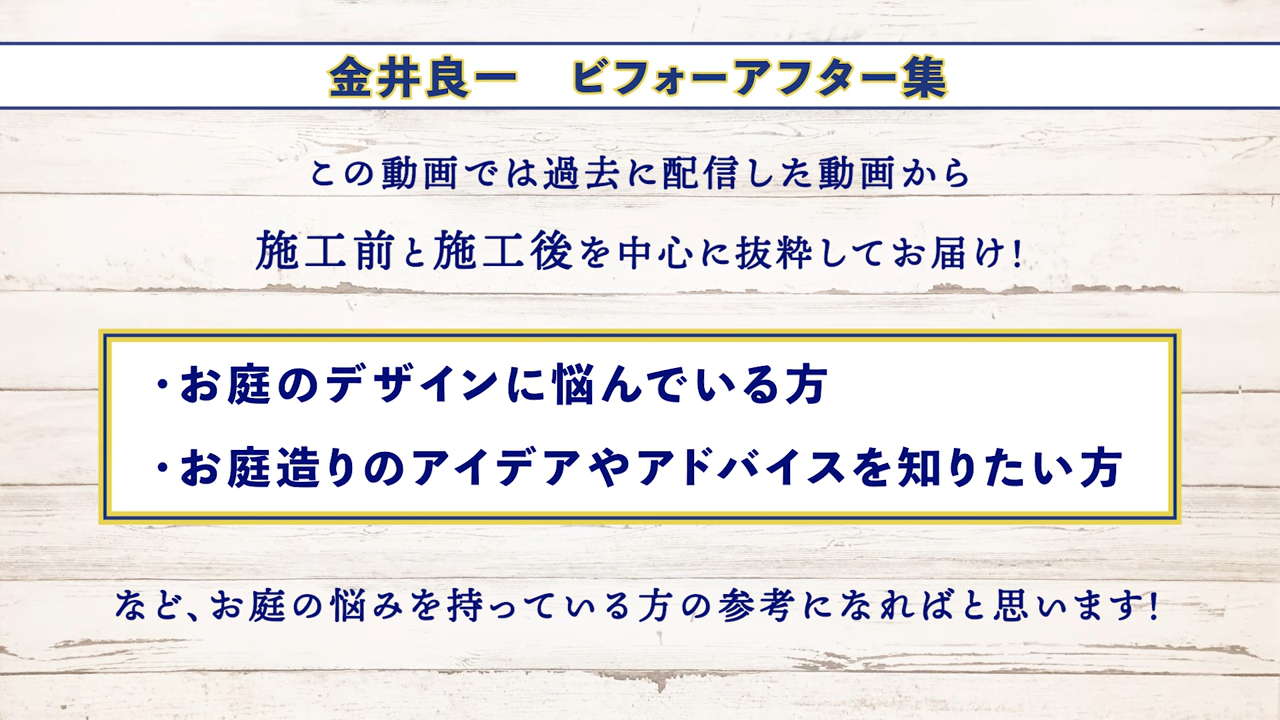 金井良一　ビフォーアフター集
この動画では過去に配信した動画から
施工前と施工後を中心に抜粋してお届け！
・お庭のデザインに悩んでいる方
・お庭造りのアイデアやアドバイスを知りたい方
など、お庭の悩みを持っている方の参考になればと思います！